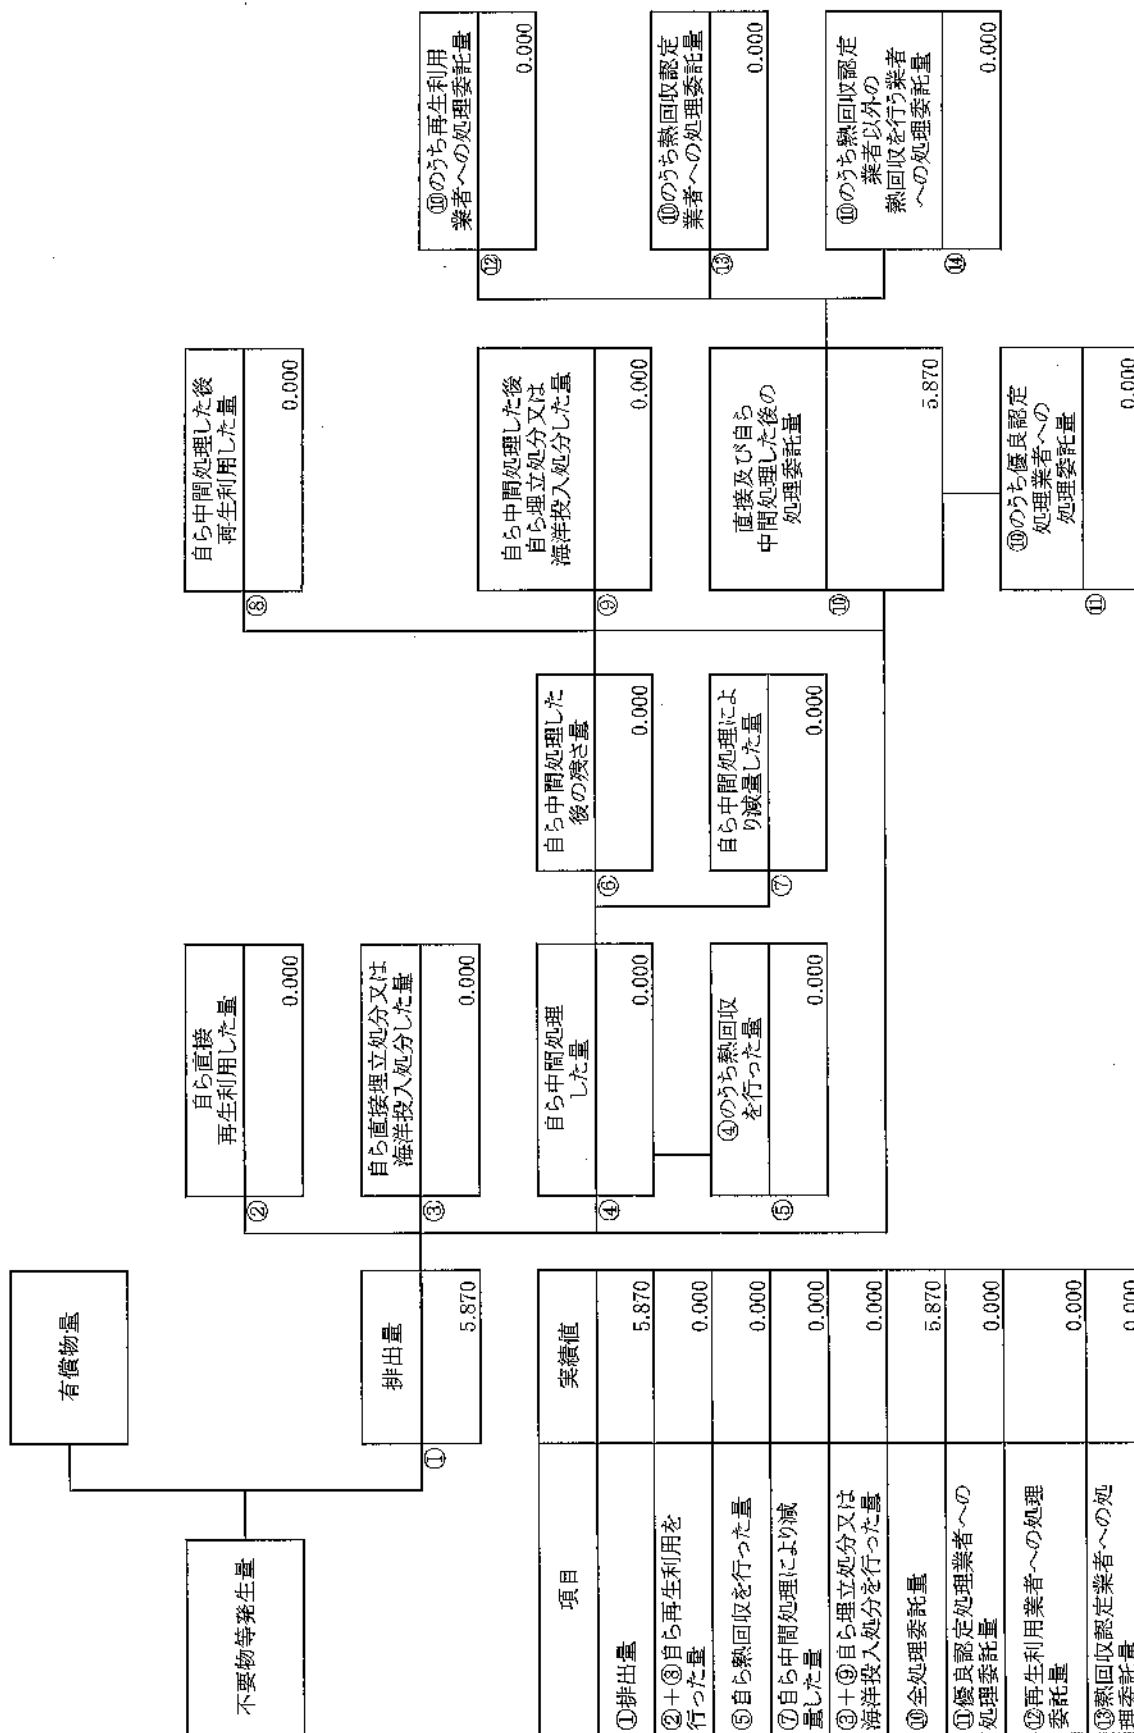 有償物量
不要物等発生量
①
排出量
5.870
②
自ら直接
再生利用した量
0.000
③
自ら直接埋立処分又は
海洋投入処分した量
0.000
④
自ら中間処理
した量
0.000
⑤
④のうち熱回収
を行った量
0.000
⑥
自ら中間処理した
後の残さ量
0.000
⑦
自ら中間処理によ
り減量した量
0.000
⑧
自ら中間処理した後
再生利用した量
0.000
⑨
自ら中間処理した後
自ら埋立処分又は
海洋投入処分した量
0.000
⑩
直接及び自ら
中間処理した後の
処理委託量
5.870
⑪
⑩のうち優良認定
処理業者への
処理委託量
0.000
⑫
⑩のうち再生利用
業者への処理委託量
0.000
⑬
⑩のうち熱回収認定
業者への処理委託量
0.000
⑭
⑩のうち熱回収認定
業者以外の
熱回収を行う業者
への処理委託量
0.000
項目 実績値
①排出量 5.870
②+⑧自ら再生利用を
行った量 0.000
⑤自ら熱回収を行った量 0.000
⑦自ら中間処理により減
量した量 0.000
③+⑨自ら埋立処分又は
海洋投入処分を行った量 0.000
⑩全処理委託量 5.870
⑪優良認定処理業者への
処理委託量 0.000
⑫再生利用業者への処理
委託量 0.000
⑬熱回収認定業者への処
理委託量 0.000